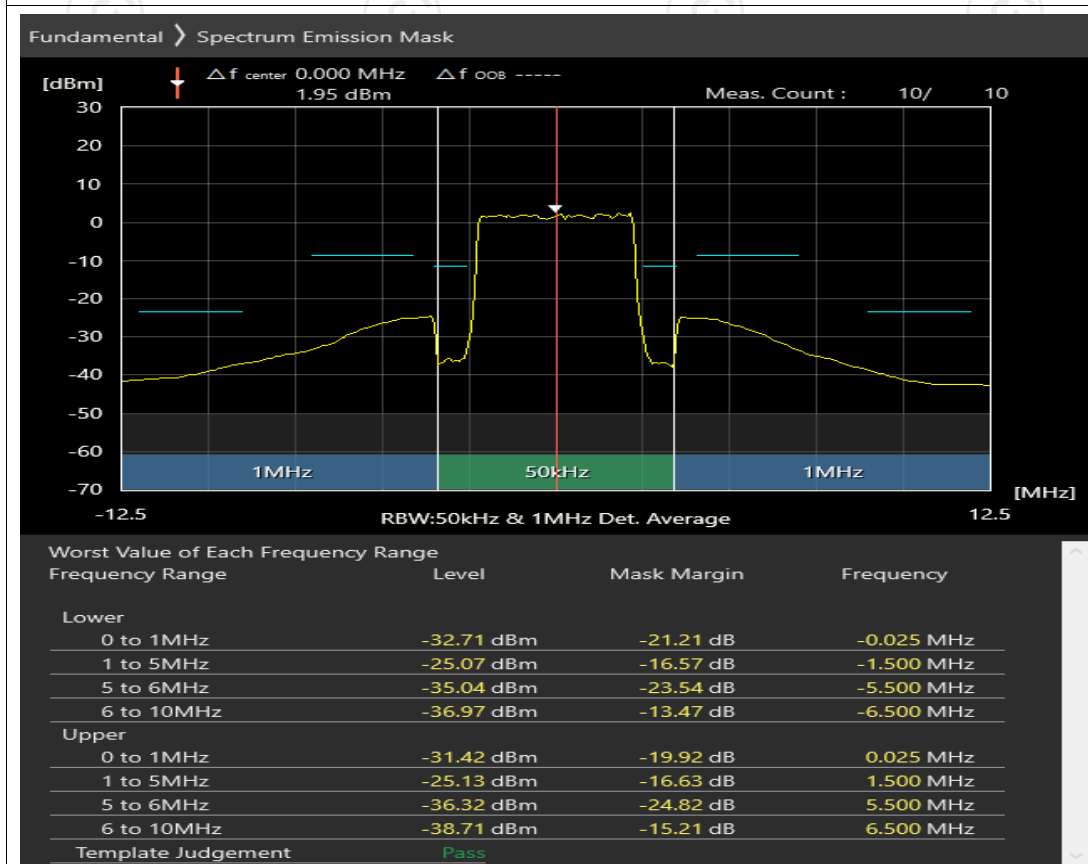 Fundamental ❯ Spectrum Emission Mask
[dBm] △f center 0.000 MHz △f OOB -----
1.95 dBm Meas. Count : 10/ 10
30
20
10
0
-10
-20
-30
-40
-50
-60
-70
1MHz 50kHz 1MHz
[MHz]
-12.5 RBW:50kHz & 1MHz Det. Average 12.5
Worst Value of Each Frequency Range
Frequency Range Level Mask Margin Frequency
Lower
0 to 1MHz -32.71 dBm -21.21 dB -0.025 MHz
1 to 5MHz -25.07 dBm -16.57 dB -1.500 MHz
5 to 6MHz -35.04 dBm -23.54 dB -5.500 MHz
6 to 10MHz -36.97 dBm -13.47 dB -6.500 MHz
Upper
0 to 1MHz -31.42 dBm -19.92 dB 0.025 MHz
1 to 5MHz -25.13 dBm -16.63 dB 1.500 MHz
5 to 6MHz -36.32 dBm -24.82 dB 5.500 MHz
6 to 10MHz -38.71 dBm -15.21 dB 6.500 MHz
Template Judgement Pass